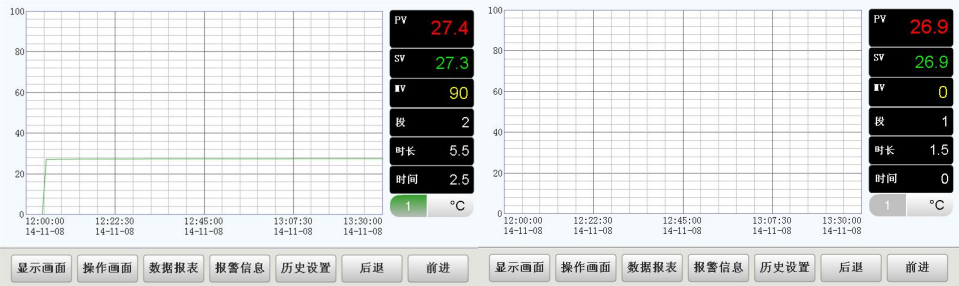 100
80
60
40
20
0
12:00:00 12:22:30 12:45:00 13:07:30 13:30:00
14-11-08 14-11-08 14-11-08 14-11-08 14-11-08
PV 27.4
SV 27.3
MV 90
段 2
时长 5.5
时间 2.5
1 °C
显示画面 操作画面 数据报表 报警信息 历史设置 后退 前进
100
80
60
40
20
0
12:00:00 12:22:30 12:45:00 13:07:30 13:30:00
14-11-08 14-11-08 14-11-08 14-11-08 14-11-08
PV 26.9
SV 26.9
MV 0
段 1
时长 1.5
时间 0
1 °C
显示画面 操作画面 数据报表 报警信息 历史设置 后退 前进